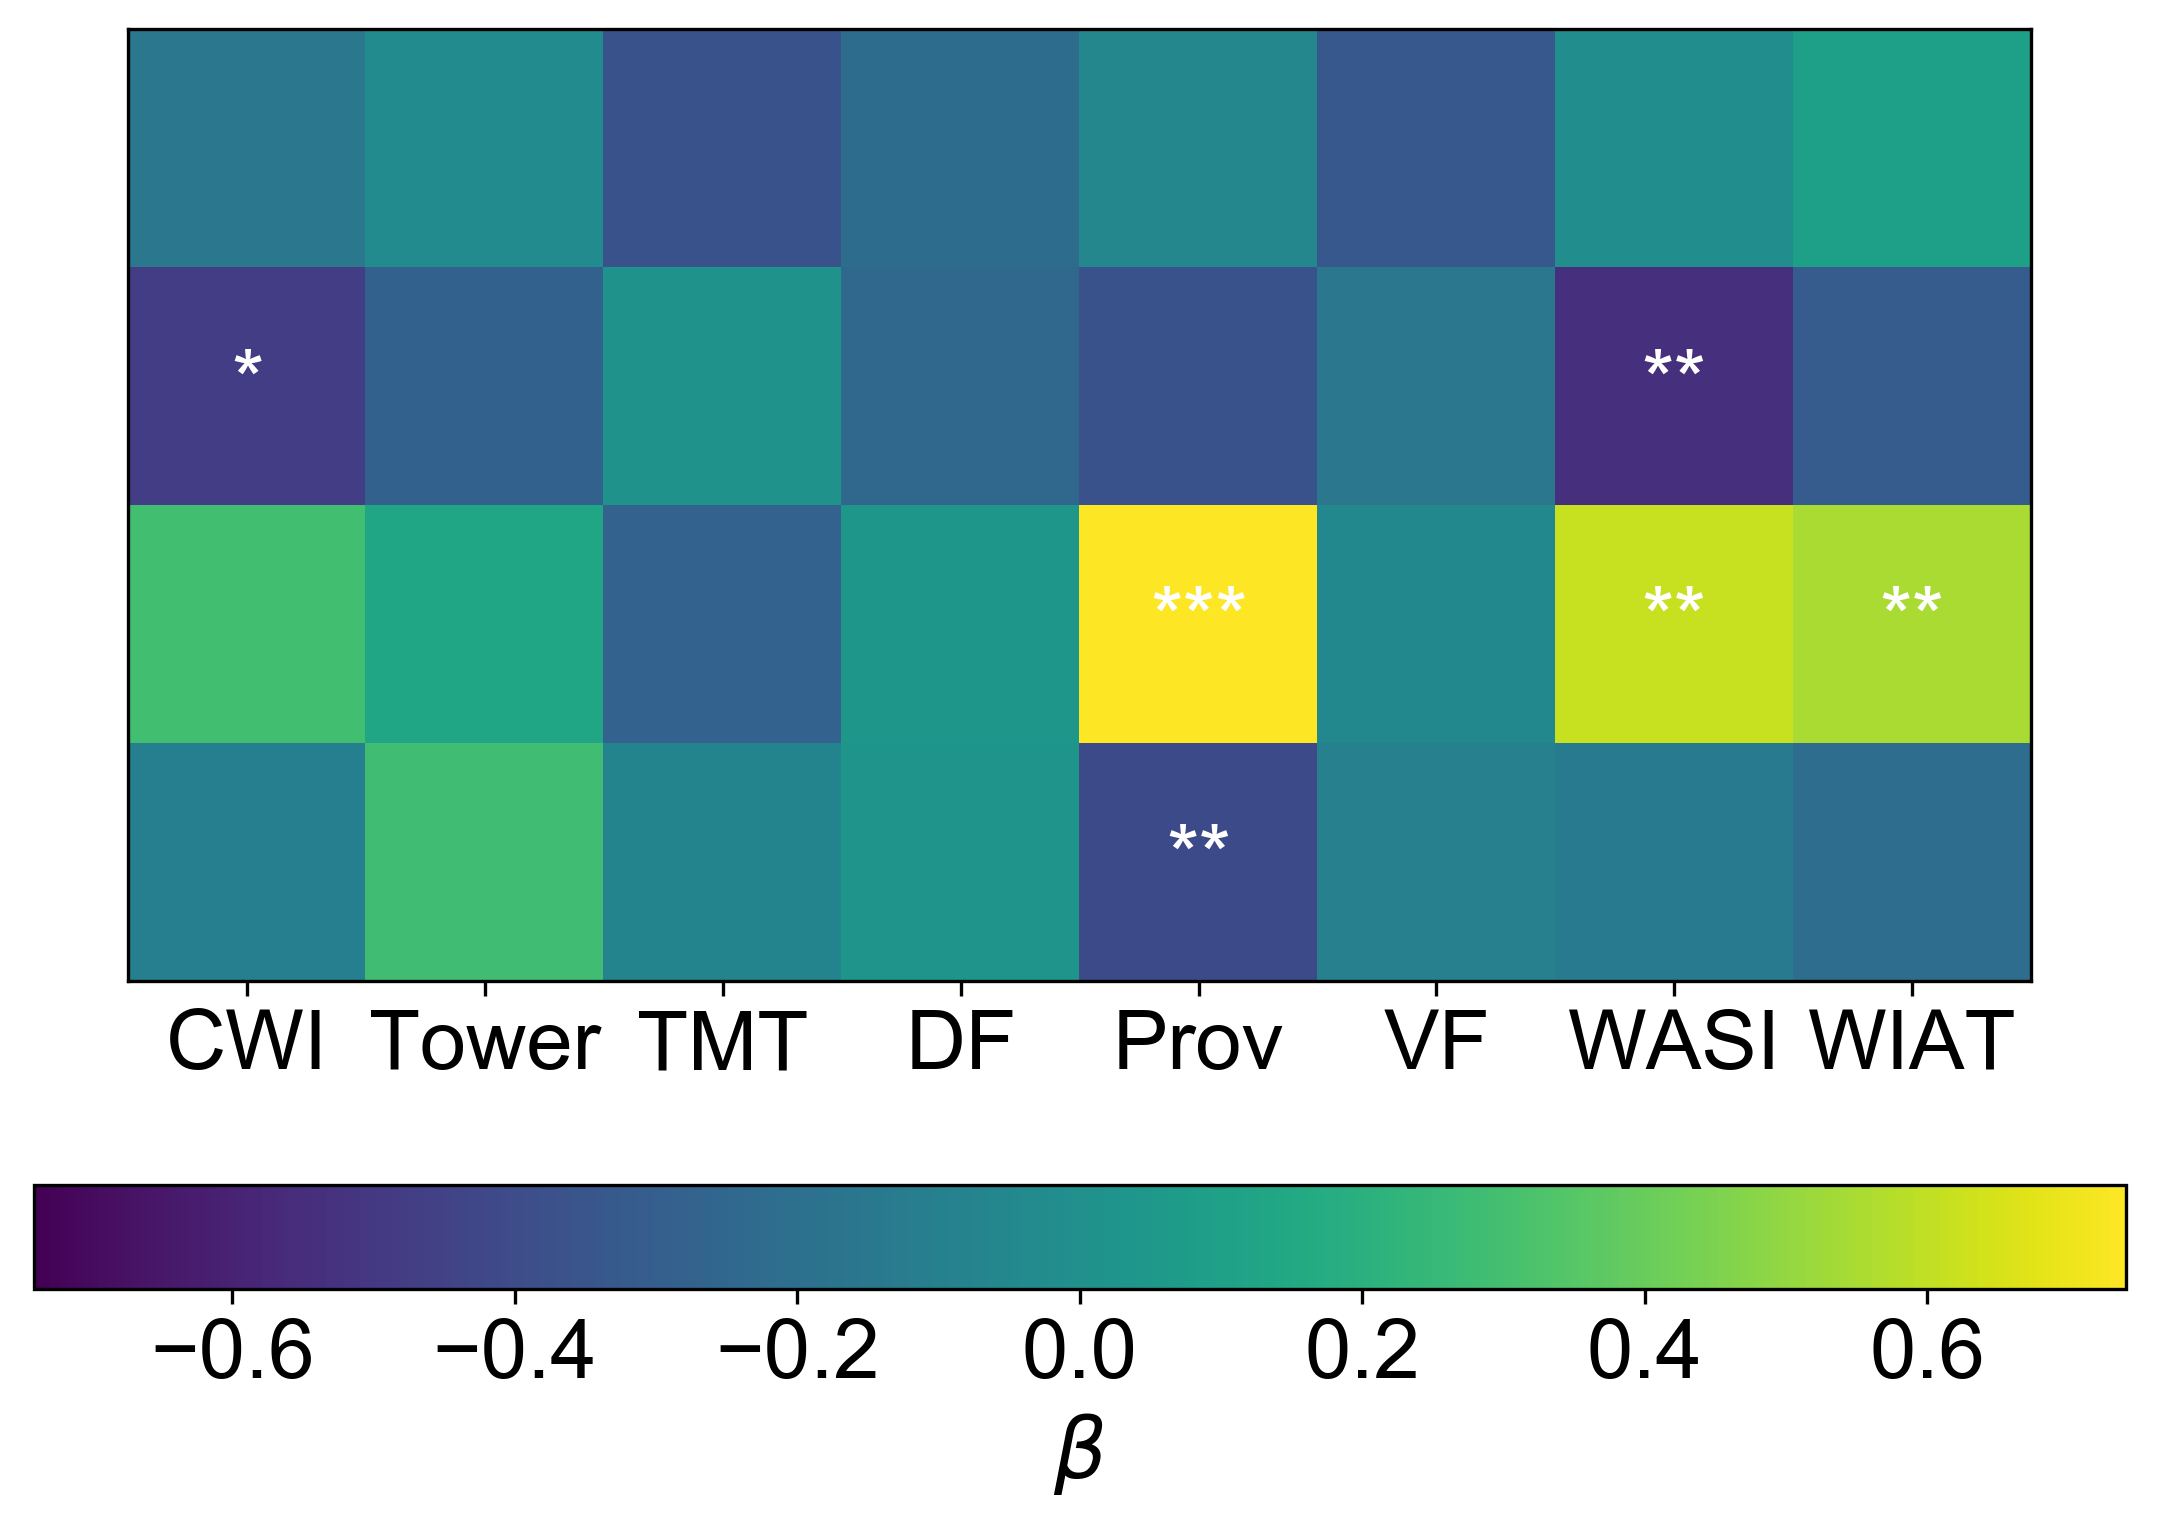 * **
*** ** **
**
CWI Tower TMT DF Prov VF WASI WIAT
−0.6 −0.4 −0.2 0.0 0.2 0.4 0.6
β